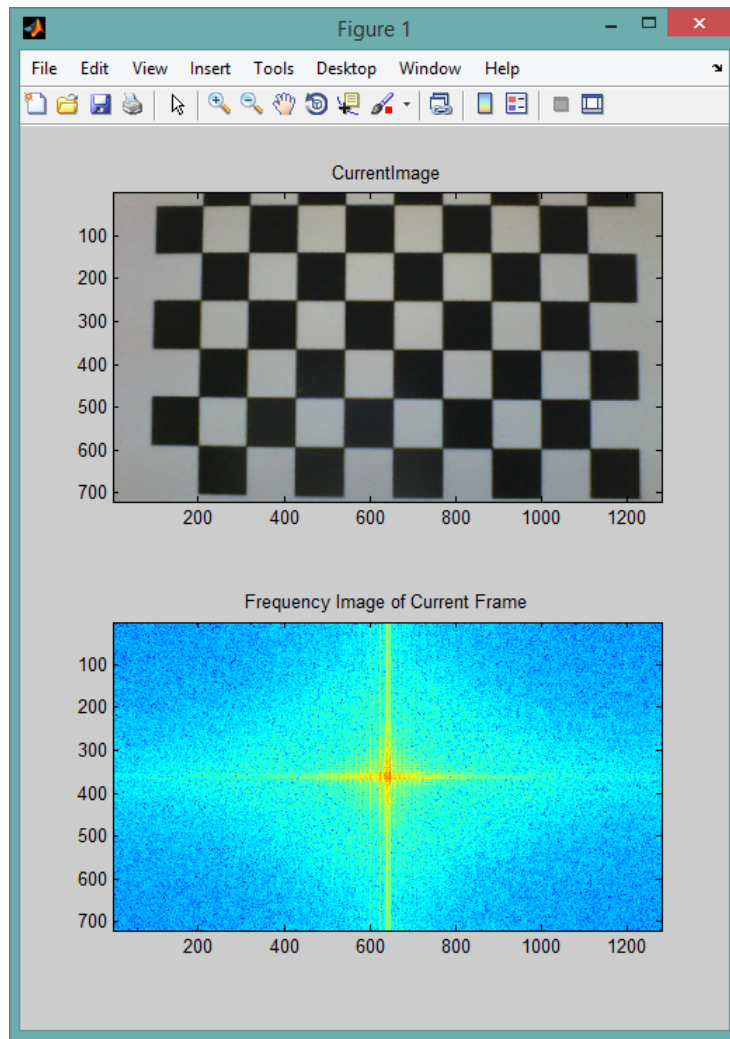 Figure 1
File Edit View Insert Tools Desktop Window Help
CurrentImage
100
200
300
400
500
600
700
200 400 600 800 1000 1200
Frequency Image of Current Frame
100
200
300
400
500
600
700
200 400 600 800 1000 1200